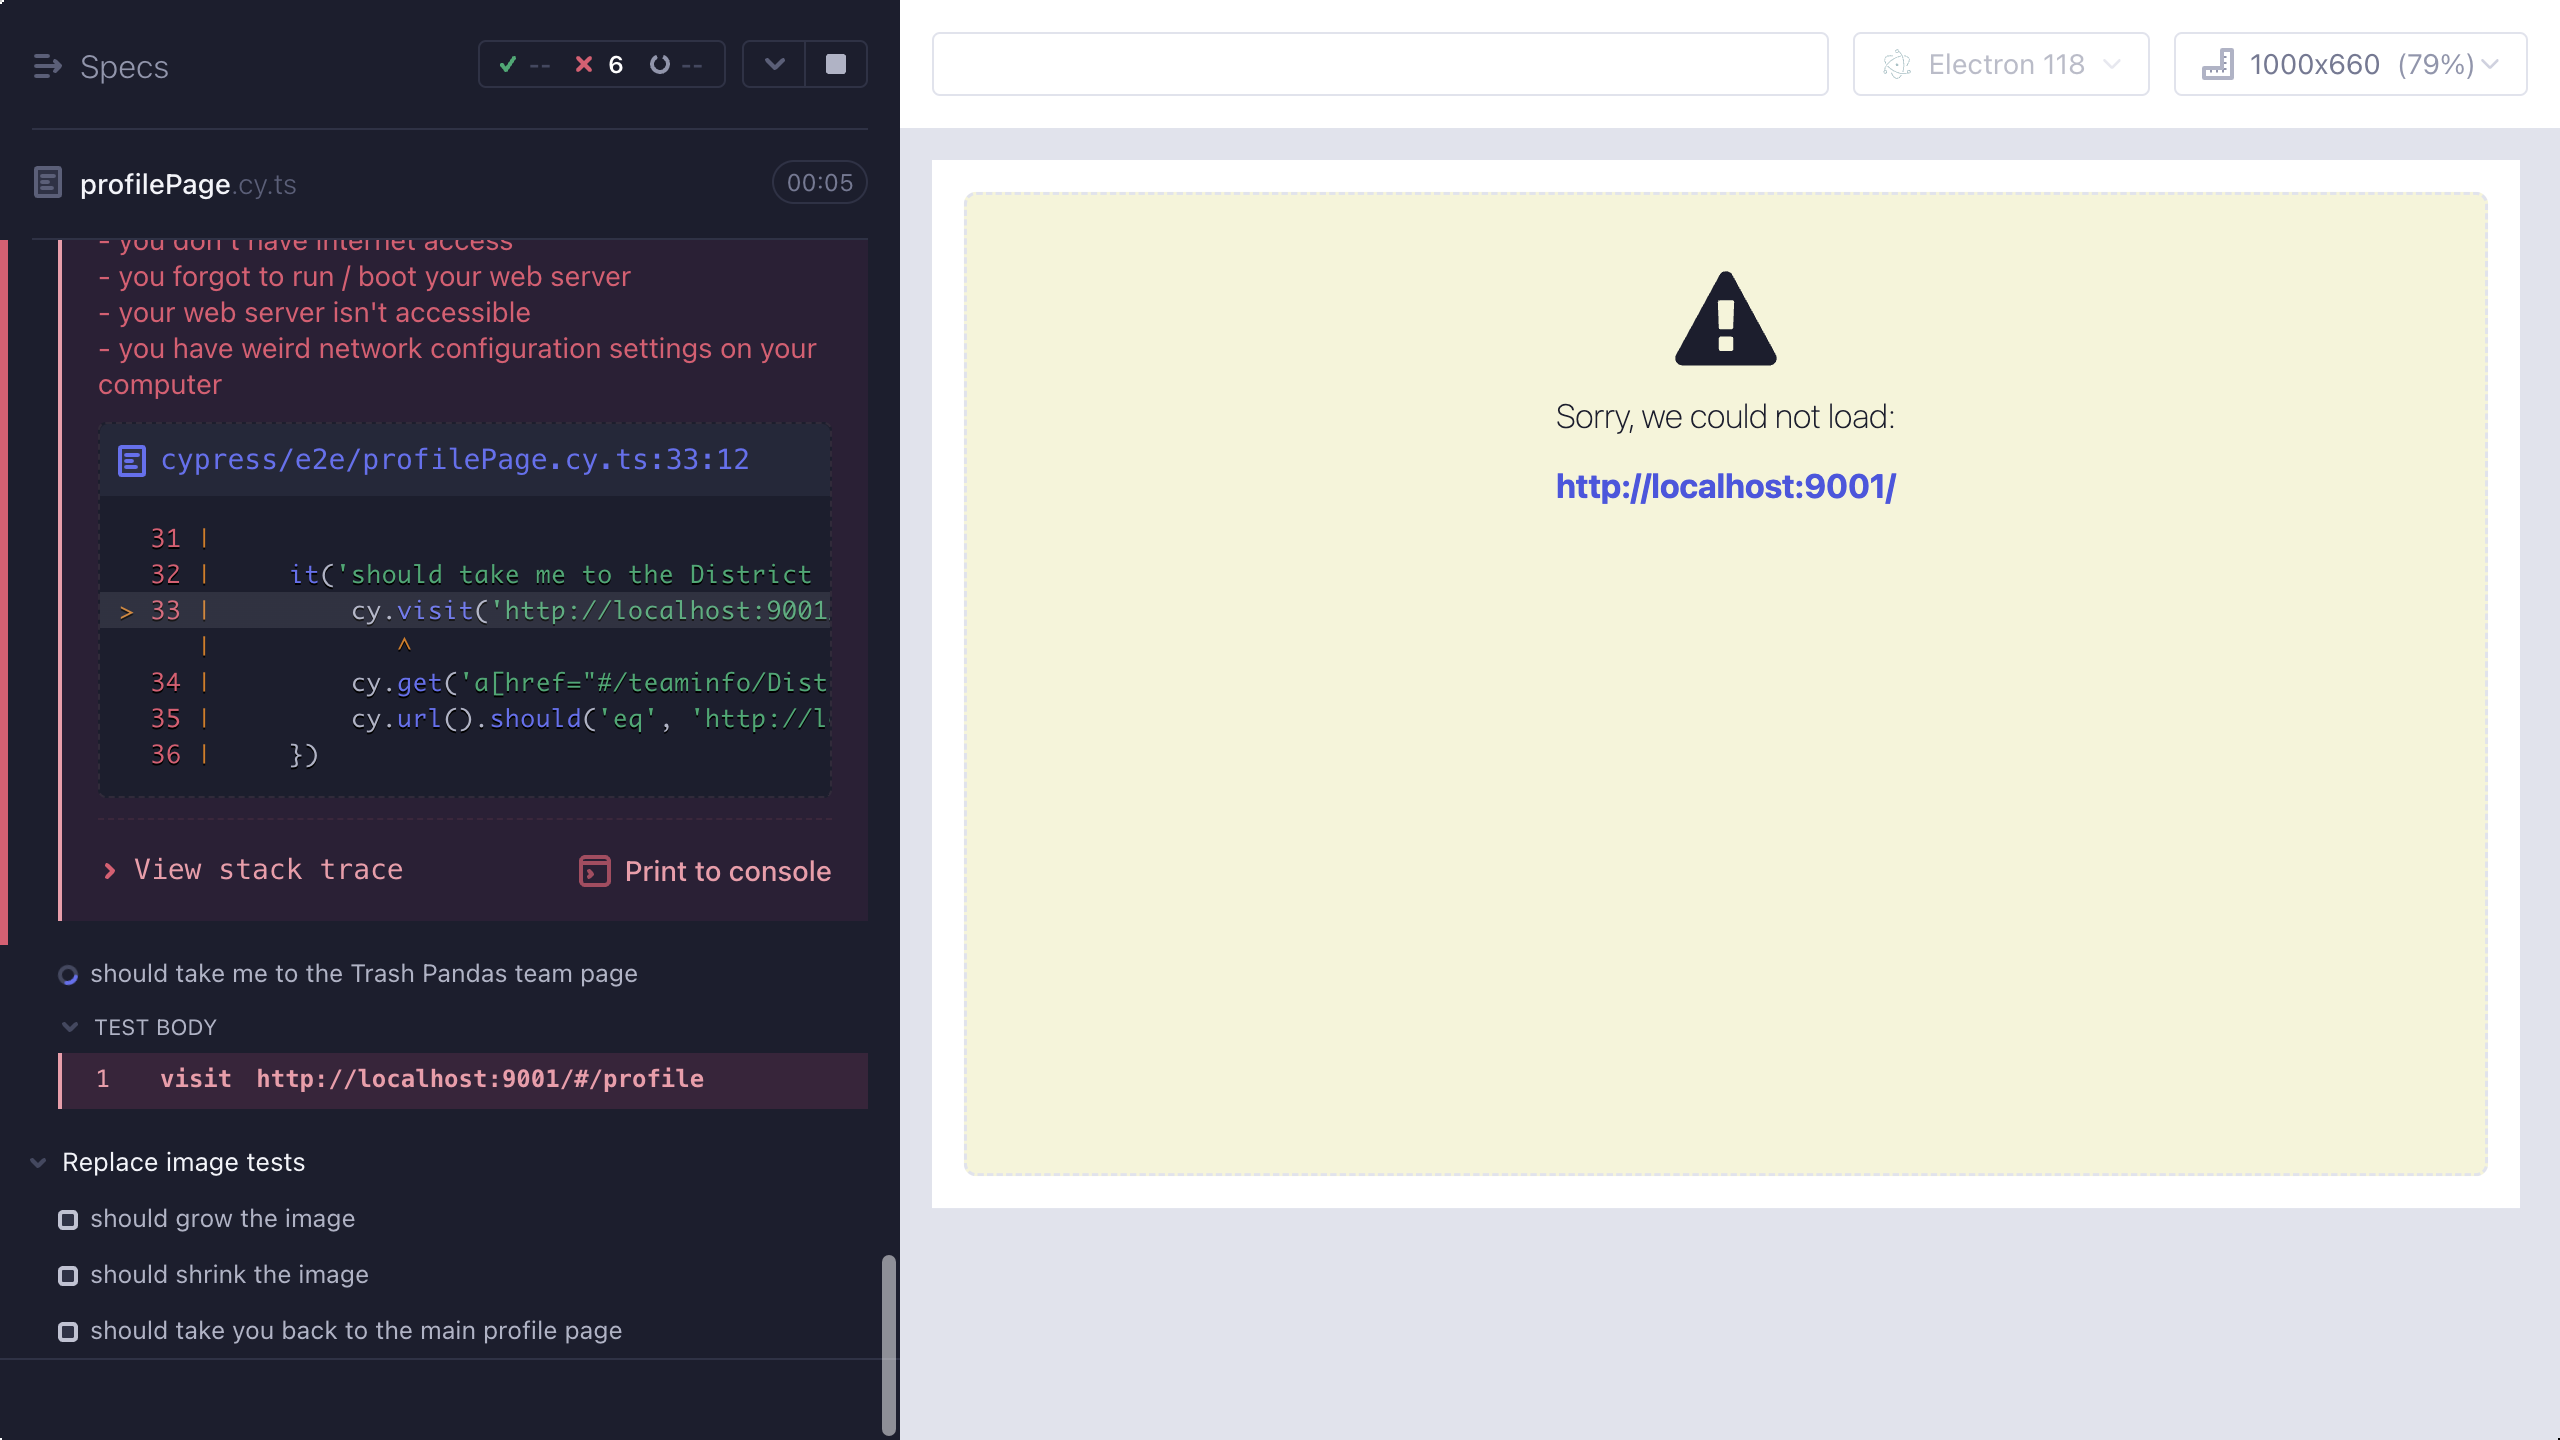 Specs
-- 6 --
profilePage.cy.ts 00:05
- you don't have internet access
- you forgot to run / boot your web server
- your web server isn't accessible
- you have weird network configuration settings on your
computer
cypress/e2e/profilePage.cy.ts:33:12
31 |
32 | it('should take me to the District
> 33 | cy.visit('http://localhost:9001
| ^
34 | cy.get('a[href="#/teaminfo/Dist
35 | cy.url().should('eq', 'http://l
36 | })
View stack trace
Print to console
should take me to the Trash Pandas team page
TEST BODY
1 visit http://localhost:9001/#/profile
Replace image tests
should grow the image
should shrink the image
should take you back to the main profile page
Electron 118
1000x660 (79%)
Sorry, we could not load:
http://localhost:9001/